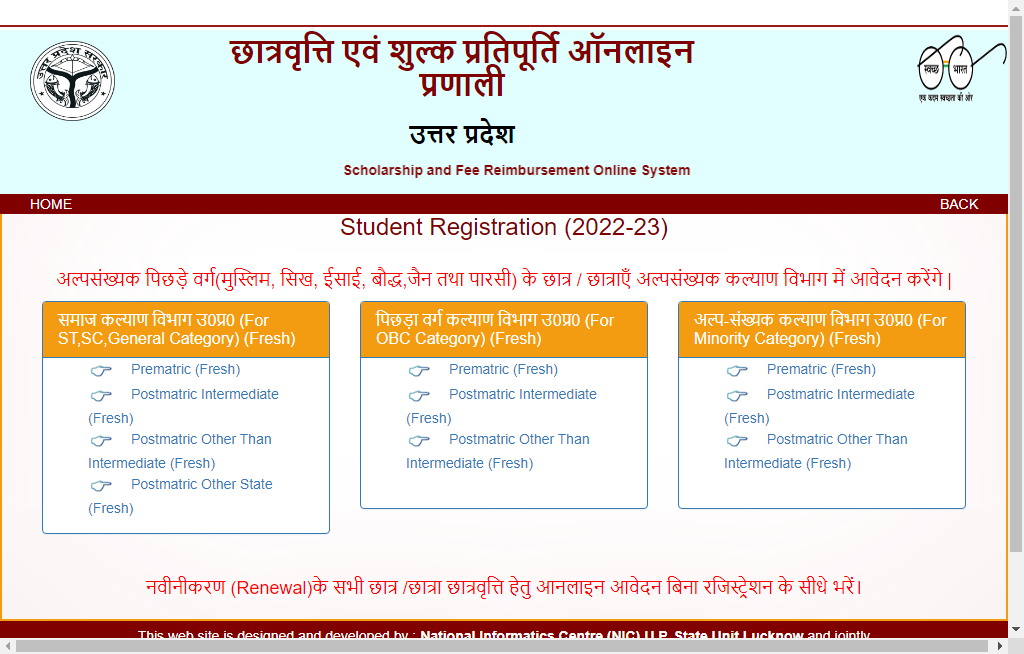 छात्रवृत्ति एवं शुल्क प्रतिपूर्ति ऑनलाइन
प्रणाली
उत्तर प्रदेश
Scholarship and Fee Reimbursement Online System
उत्तर प्रदेश सरकार
स्वच्छ भारत
एक कदम स्वच्छता की ओर
HOME
BACK
Student Registration (2022-23)
अल्पसंख्यक पिछड़े वर्ग(मुस्लिम, सिख, ईसाई, बौद्ध,जैन तथा पारसी) के छात्र / छात्राएँ अल्पसंख्यक कल्याण विभाग में आवेदन करेंगे |
समाज कल्याण विभाग उ0प्र0 (For
ST,SC,General Category) (Fresh)
Prematric (Fresh)
Postmatric Intermediate
(Fresh)
Postmatric Other Than
Intermediate (Fresh)
Postmatric Other State
(Fresh)
पिछड़ा वर्ग कल्याण विभाग उ0प्र0 (For
OBC Category) (Fresh)
Prematric (Fresh)
Postmatric Intermediate
(Fresh)
Postmatric Other Than
Intermediate (Fresh)
अल्प-संख्यक कल्याण विभाग उ0प्र0 (For
Minority Category) (Fresh)
Prematric (Fresh)
Postmatric Intermediate
(Fresh)
Postmatric Other Than
Intermediate (Fresh)
नवीनीकरण (Renewal)के सभी छात्र /छात्रा छात्रवृत्ति हेतु आनलाइन आवेदन बिना रजिस्ट्रेशन के सीधे भरें।
This web site is designed and developed by : National Informatics Centre (NIC) U.P. State Unit Lucknow and jointly